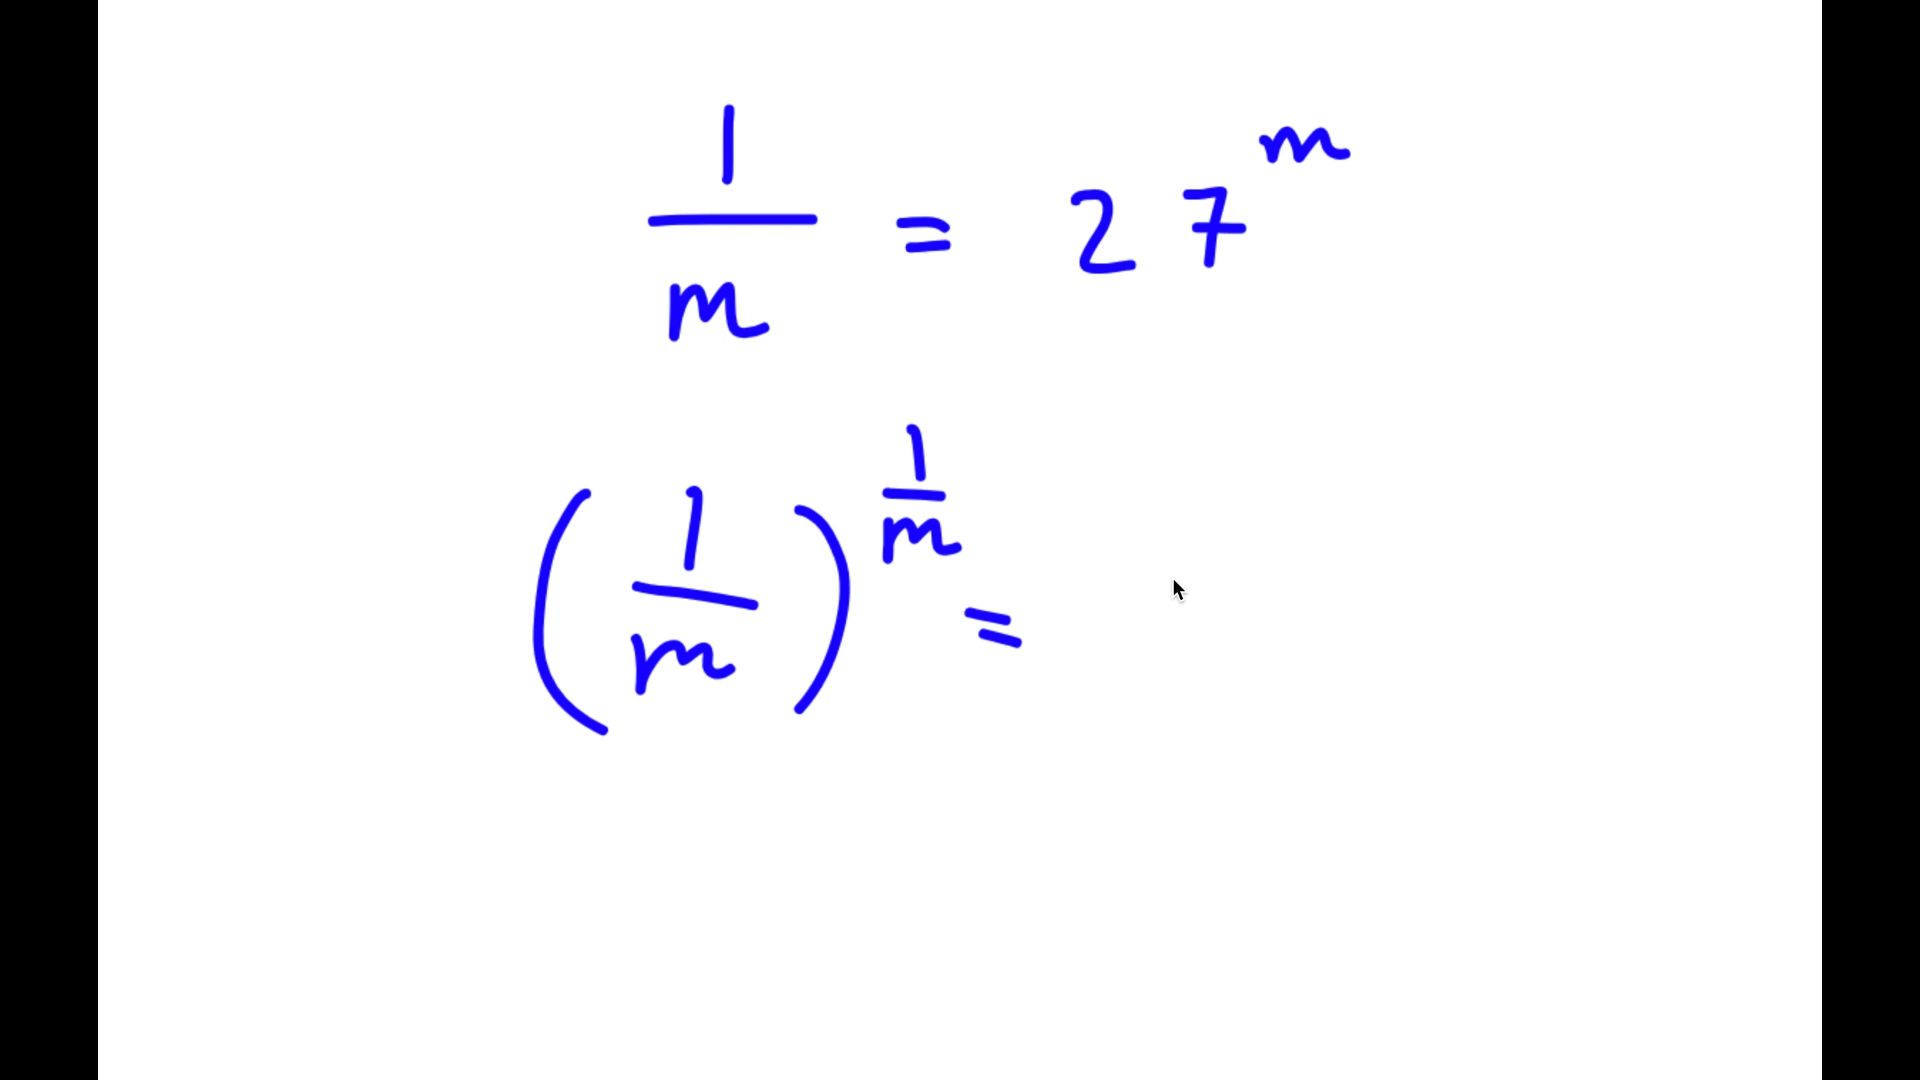 1/m = 27^m
(1/m)^(1/m) =